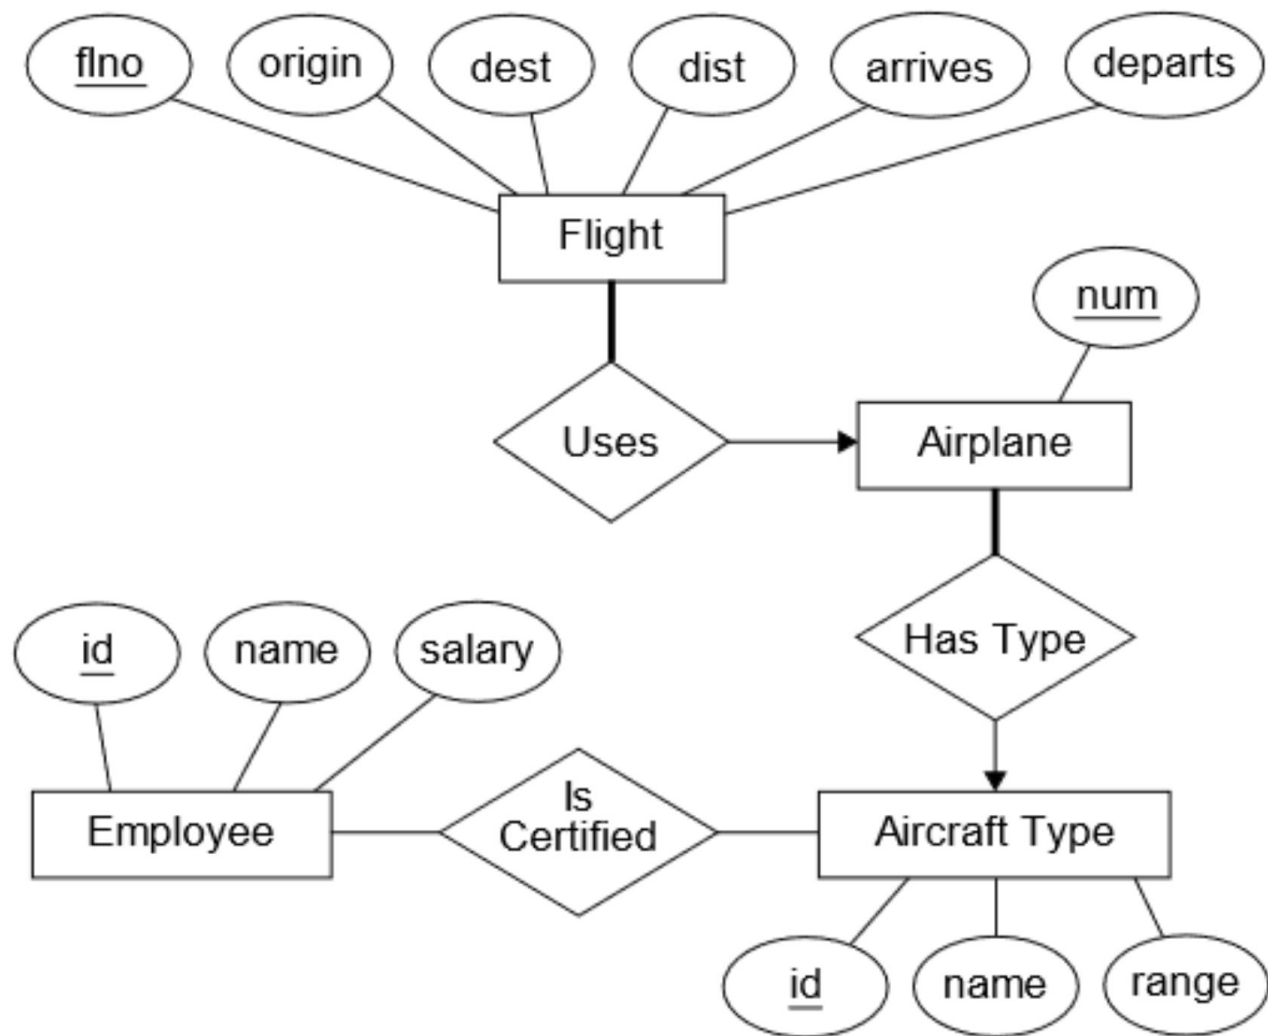 flno
origin
dest
dist
arrives
departs
Flight
num
Uses
Airplane
Has Type
id
name
salary
Employee
Is
Certified
Aircraft Type
id
name
range